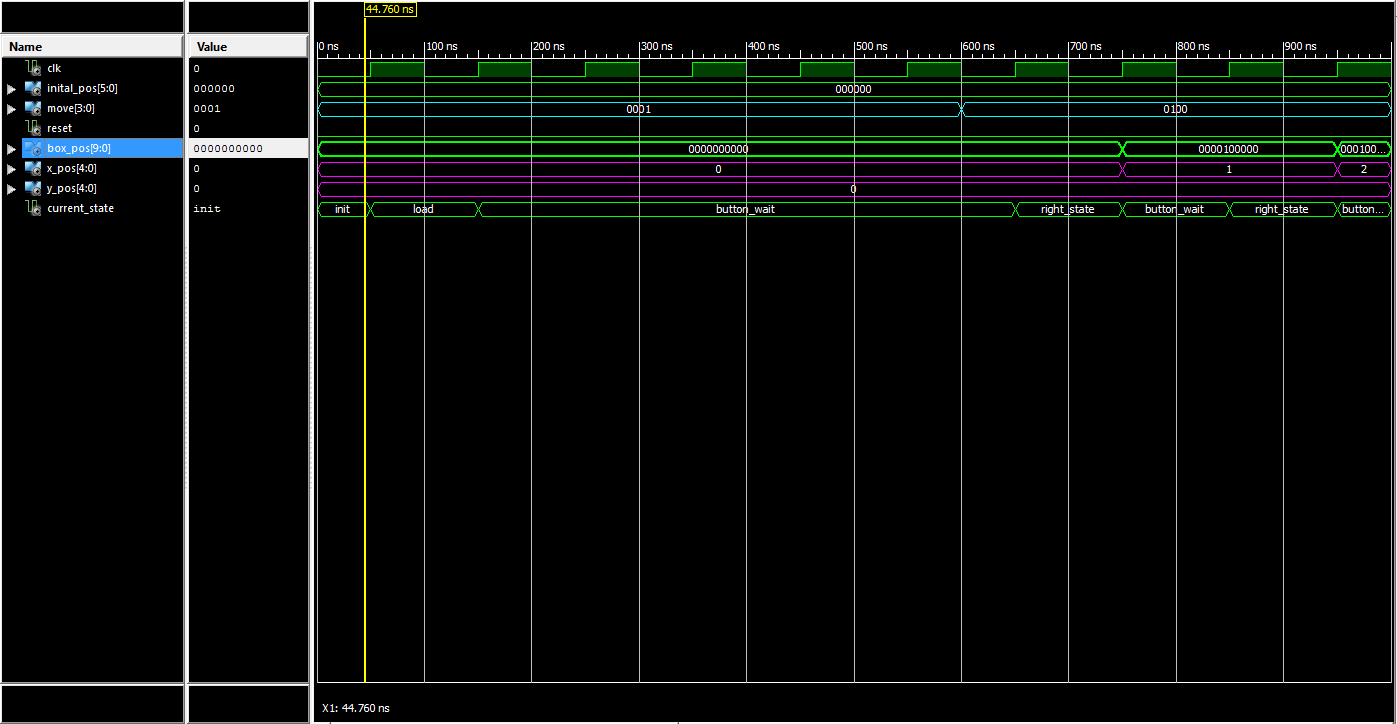 44.760 ns
Name Value
0 ns 100 ns 200 ns 300 ns 400 ns 500 ns 600 ns 700 ns 800 ns 900 ns
clk 0
inital_pos[5:0] 000000 000000
move[3:0] 0001 0001 0100
reset 0
box_pos[9:0] 0000000000 0000000000 0000100000 000100...
x_pos[4:0] 0 0 1 2
y_pos[4:0] 0 0
current_state init init load button_wait right_state button_wait right_state button...
X1: 44.760 ns